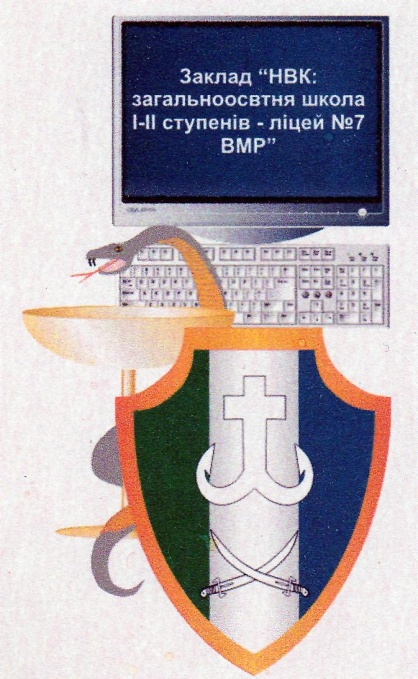 Заклад “НВК:
загальноосвтня школа
І-ІІ ступенів - ліцей №7
ВМР”